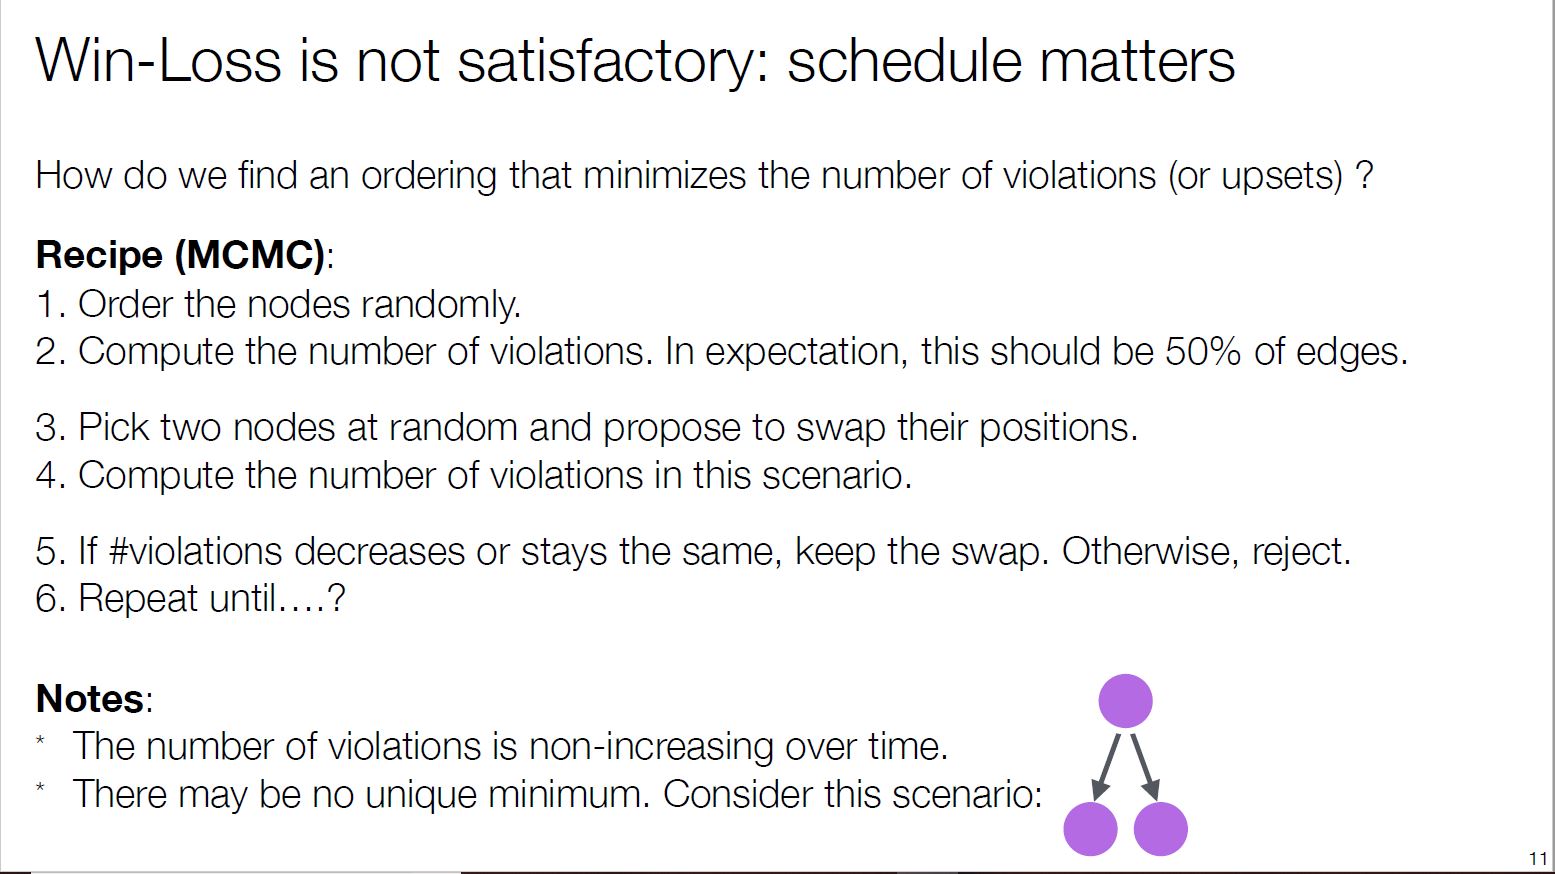 Win-Loss is not satisfactory: schedule matters
How do we find an ordering that minimizes the number of violations (or upsets) ?
Recipe (MCMC):
1. Order the nodes randomly.
2. Compute the number of violations. In expectation, this should be 50% of edges.
3. Pick two nodes at random and propose to swap their positions.
4. Compute the number of violations in this scenario.
5. If #violations decreases or stays the same, keep the swap. Otherwise, reject.
6. Repeat until….?
Notes:
* The number of violations is non-increasing over time.
* There may be no unique minimum. Consider this scenario:
11